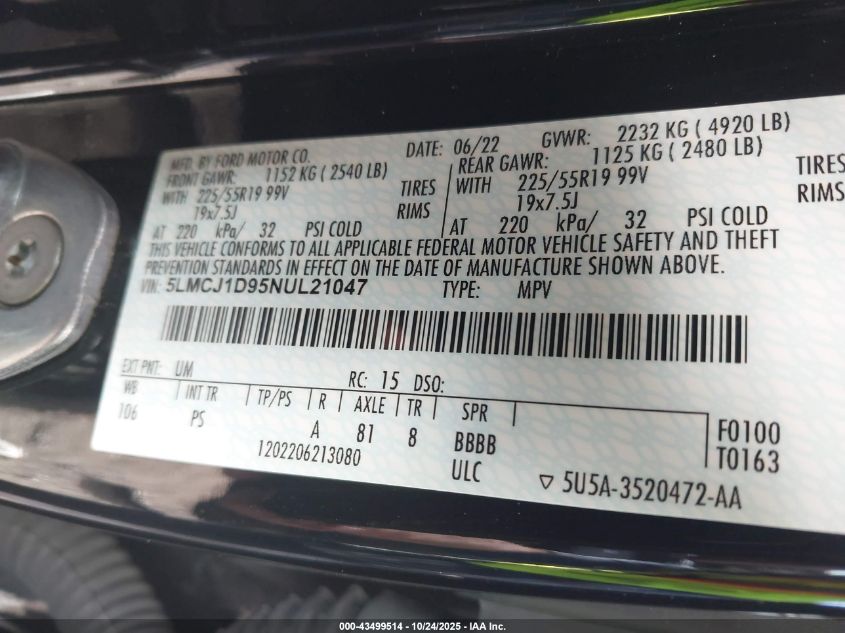 MFD. BY FORD MOTOR CO. DATE: 06/22 GVWR: 2232 KG ( 4920 LB)
FRONT GAWR: 1152 KG ( 2540 LB) REAR GAWR: 1125 KG ( 2480 LB)
WITH 225/55R19 99V TIRES WITH 225/55R19 99V TIRES
19x7.5J RIMS 19x7.5J RIMS
AT 220 kPa/ 32 PSI COLD AT 220 kPa/ 32 PSI COLD
THIS VEHICLE CONFORMS TO ALL APPLICABLE FEDERAL MOTOR VEHICLE SAFETY AND THEFT
PREVENTION STANDARDS IN EFFECT ON THE DATE OF MANUFACTURE SHOWN ABOVE.
VIN: 5LMCJ1D95NUL21047 TYPE: MPV
EXT PNT: UM RC: 15 DSO:
WB INT TR TP/PS R AXLE TR SPR
106 PS A 81 8 BBBB F0100
1202206213080 ULC T0163
5U5A-3520472-AA
000-43499514 - 10/24/2025 - IAA Inc.